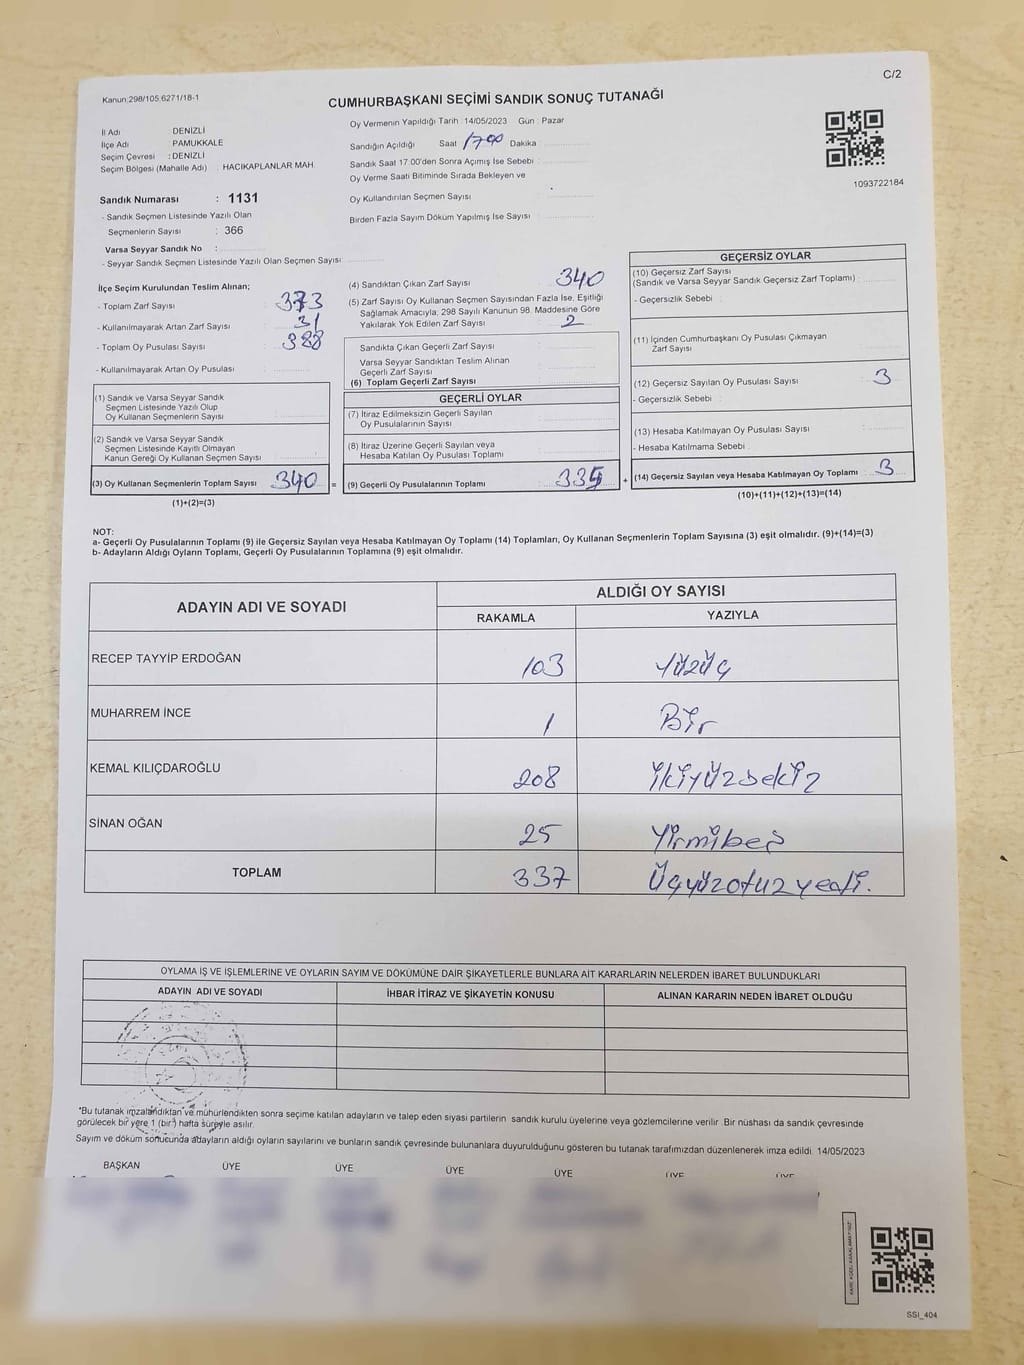 C/2
Kanun:298/105,6271/18-1
CUMHURBAŞKANI SEÇİMİ SANDIK SONUÇ TUTANAĞI
İl Adı DENİZLİ
İlçe Adı PAMUKKALE
Seçim Çevresi : DENİZLİ
Seçim Bölgesi (Mahalle Adı) : HACIKAPLANLAR MAH.
Oy Vermenin Yapıldığı Tarih : 14/05/2023 Gün : Pazar
Sandığın Açıldığı Saat 1700 Dakika
Sandık Saat 17.00'den Sonra Açımış İse Sebebi :
Oy Verme Saati Bitiminde Sırada Bekleyen ve
Oy Kullandırılan Seçmen Sayısı
Birden Fazla Sayım Döküm Yapılmış İse Sayısı :
1093722184
Sandık Numarası : 1131
- Sandık Seçmen Listesinde Yazılı Olan
Seçmenlerin Sayısı : 366
Varsa Seyyar Sandık No :
- Seyyar Sandık Seçmen Listesinde Yazılı Olan Seçmen Sayısı :
İlçe Seçim Kurulundan Teslim Alınan;
- Toplam Zarf Sayısı : 373
- Kullanılmayarak Artan Zarf Sayısı : 31
- Toplam Oy Pusulası Sayısı : 388
- Kullanılmayarak Artan Oy Pusulası :
(1) Sandık ve Varsa Seyyar Sandık
Seçmen Listesinde Yazılı Olup
Oy Kullanan Seçmenlerin Sayısı :
(2) Sandık ve Varsa Seyyar Sandık
Seçmen Listesinde Kayıtlı Olmayan
Kanun Gereği Oy Kullanan Seçmen Sayısı :
(3) Oy Kullanan Seçmenlerin Toplam Sayısı : 340 =
(1)+(2)=(3)
(4) Sandıktan Çıkan Zarf Sayısı : 340
(5) Zarf Sayısı Oy Kullanan Seçmen Sayısından Fazla İse, Eşitliği
Sağlamak Amacıyla; 298 Sayılı Kanunun 98. Maddesine Göre
Yakılarak Yok Edilen Zarf Sayısı : 2
Sandıkta Çıkan Geçerli Zarf Sayısı :
Varsa Seyyar Sandıktan Teslim Alınan
Geçerli Zarf Sayısı :
(6) Toplam Geçerli Zarf Sayısı :
GEÇERLİ OYLAR
(7) İtiraz Edilmeksizin Geçerli Sayılan
Oy Pusulalarının Sayısı :
(8) İtiraz Üzerine Geçerli Sayılan veya
Hesaba Katılan Oy Pusulası Toplamı :
(9) Geçerli Oy Pusulalarının Toplamı : 335 +
GEÇERSİZ OYLAR
(10) Geçersiz Zarf Sayısı
(Sandık ve Varsa Seyyar Sandık Geçersiz Zarf Toplamı) :
- Geçersizlik Sebebi :
(11) İçinden Cumhurbaşkanı Oy Pusulası Çıkmayan
Zarf Sayısı :
(12) Geçersiz Sayılan Oy Pusulası Sayısı : 3
- Geçersizlik Sebebi :
(13) Hesaba Katılmayan Oy Pusulası Sayısı :
- Hesaba Katılmama Sebebi :
(14) Geçersiz Sayılan veya Hesaba Katılmayan Oy Toplamı : 3
(10)+(11)+(12)+(13)=(14)
NOT:
a- Geçerli Oy Pusulalarının Toplamı (9) ile Geçersiz Sayılan veya Hesaba Katılmayan Oy Toplamı (14) Toplamları, Oy Kullanan Seçmenlerin Toplam Sayısına (3) eşit olmalıdır. (9)+(14)=(3)
b- Adayların Aldığı Oyların Toplamı, Geçerli Oy Pusulalarının Toplamına (9) eşit olmalıdır.
ADAYIN ADI VE SOYADI ALDIĞI OY SAYISI
RAKAMLA YAZIYLA
RECEP TAYYİP ERDOĞAN 103 Yüzüç
MUHARREM İNCE 1 Bir
KEMAL KILIÇDAROĞLU 208 İkiyüzsekiz
SİNAN OĞAN 25 Yirmibeş
TOPLAM 337 Üçyüzotuzyedi.
OYLAMA İŞ VE İŞLEMLERİNE VE OYLARIN SAYIM VE DÖKÜMÜNE DAİR ŞİKAYETLERLE BUNLARA AİT KARARLARIN NELERDEN İBARET BULUNDUKLARI
ADAYIN ADI VE SOYADI İHBAR İTİRAZ VE ŞİKAYETİN KONUSU ALINAN KARARIN NEDEN İBARET OLDUĞU
*Bu tutanak imzalandıktan ve mühürlendikten sonra seçime katılan adayların ve talep eden siyasi partilerin sandık kurulu üyelerine veya gözlemcilerine verilir .Bir nüshası da sandık çevresinde
görülecek bir yere 1 (bir) hafta süreyle asılır.
Sayım ve döküm sonucunda adayların aldığı oyların sayılarını ve bunların sandık çevresinde bulunanlara duyurulduğunu gösteren bu tutanak tarafımızdan düzenlenerek imza edildi. 14/05/2023
BAŞKAN ÜYE ÜYE ÜYE ÜYE ÜYE ÜYE
KARE KODU KARALAMAYINIZ
SSI_404